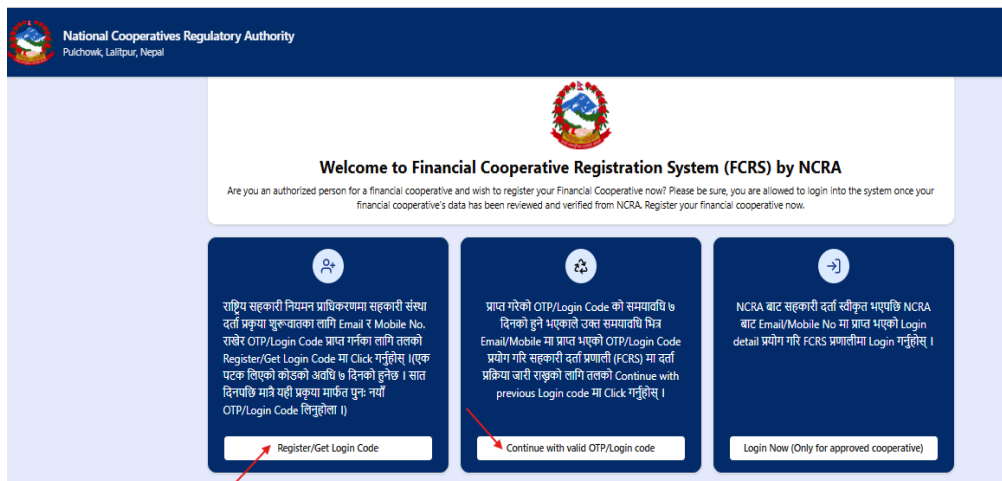 National Cooperatives Regulatory Authority
Pulchowk, Lalitpur, Nepal
Welcome to Financial Cooperative Registration System (FCRS) by NCRA
Are you an authorized person for a financial cooperative and wish to register your Financial Cooperative now? Please be sure, you are allowed to login into the system once your
financial cooperative's data has been reviewed and verified from NCRA. Register your financial cooperative now.
राष्ट्रिय सहकारी नियमन प्राधिकरणमा सहकारी संस्था
दर्ता प्रकृया शुरूवातका लागि Email र Mobile No.
राखेर OTP/Login Code प्राप्त गर्नका लागि तलको
Register/Get Login Code मा Click गर्नुहोस् ।(एक
पटक लिएको कोडको अवधि ७ दिनको हुनेछ । सात
दिनपछि मात्रै यही प्रकृया मार्फत पुनः नयाँ
OTP/Login Code लिनुहोला ।)
Register/Get Login Code
प्राप्त गरेको OTP/Login Code को समयावधि ७
दिनको हुने भएकाले उक्त समयावधि भित्र
Email/Mobile मा प्राप्त भएको OTP/Login Code
प्रयोग गरि सहकारी दर्ता प्रणाली (FCRS) मा दर्ता
प्रक्रिया जारी राख्नको लागि तलको Continue with
previous Login code मा Click गर्नुहोस् ।
Continue with valid OTP/Login code
NCRA बाट सहकारी दर्ता स्वीकृत भएपछि NCRA
बाट Email/Mobile No मा प्राप्त भएको Login
detail प्रयोग गरि FCRS प्रणालीमा Login गर्नुहोस् ।
Login Now (Only for approved cooperative)